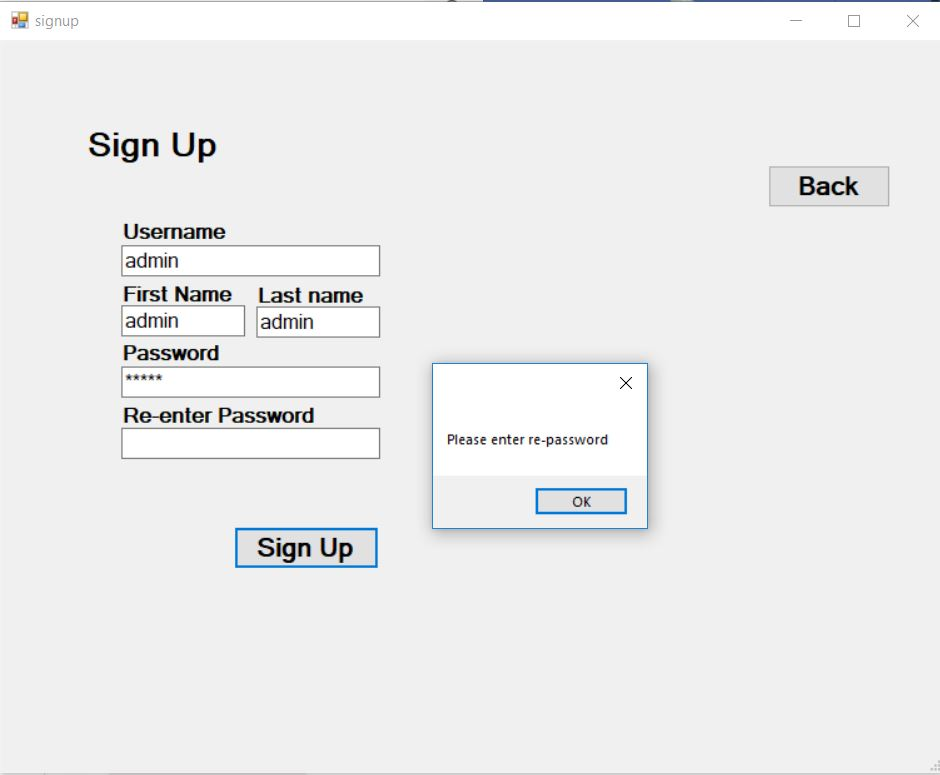 signup
Sign Up
Back
Username
admin
First Name Last name
admin admin
Password
*****
Re-enter Password
Please enter re-password
OK
Sign Up